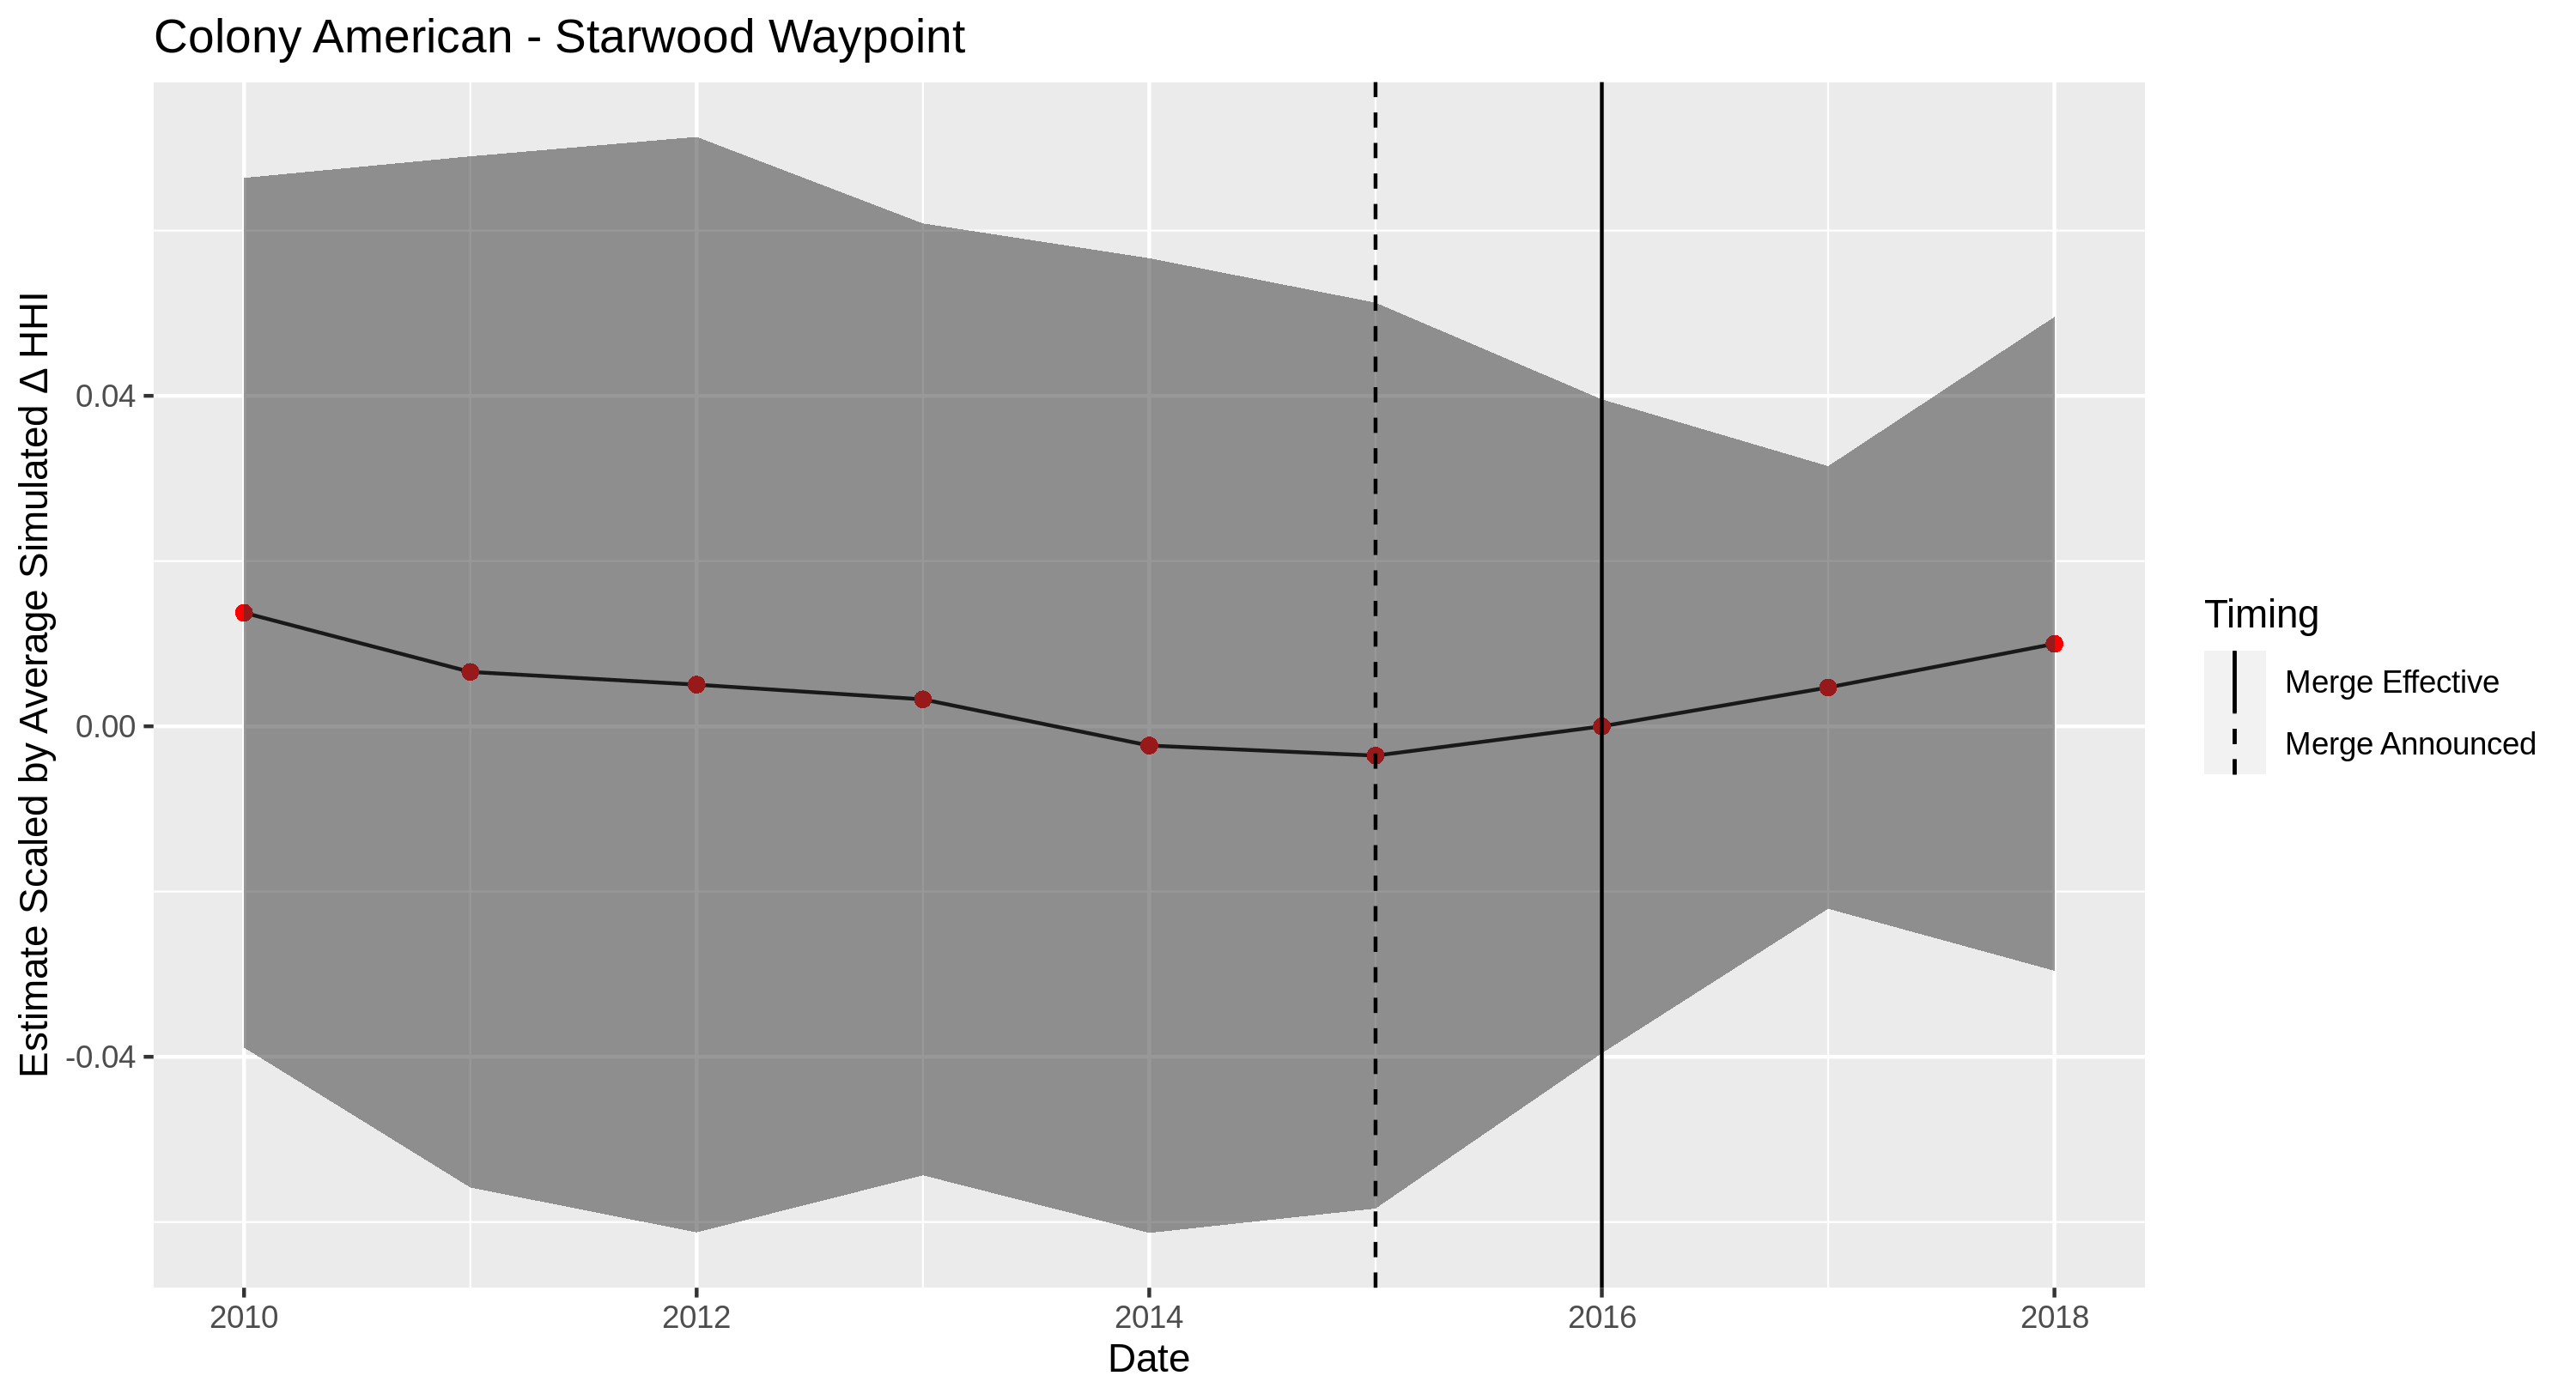 Colony American - Starwood Waypoint
Estimate Scaled by Average Simulated Δ HHI
0.04
0.00
-0.04
2010
2012
2014
2016
2018
Date
Timing
Merge Effective
Merge Announced